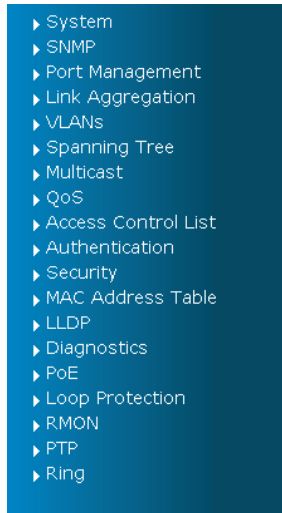 System
SNMP
Port Management
Link Aggregation
VLANs
Spanning Tree
Multicast
QoS
Access Control List
Authentication
Security
MAC Address Table
LLDP
Diagnostics
PoE
Loop Protection
RMON
PTP
Ring